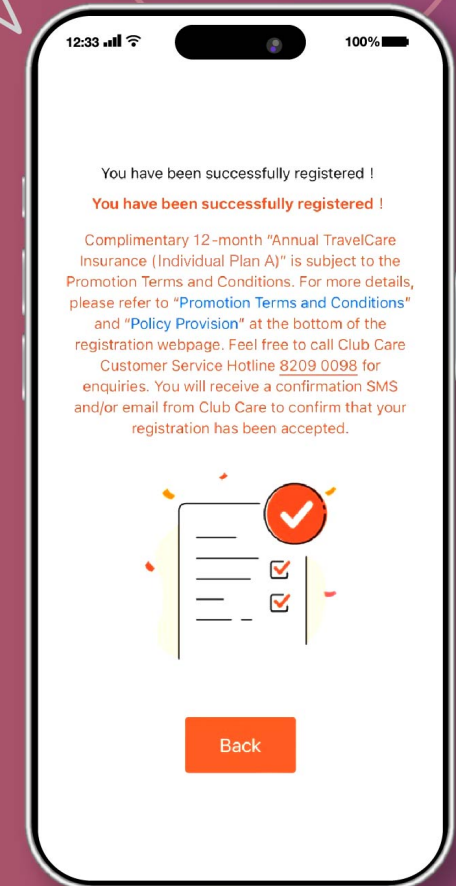 12:33
100%
You have been successfully registered !
You have been successfully registered !
Complimentary 12-month “Annual TravelCare
Insurance (Individual Plan A)” is subject to the
Promotion Terms and Conditions. For more details,
please refer to “Promotion Terms and Conditions”
and “Policy Provision” at the bottom of the
registration webpage. Feel free to call Club Care
Customer Service Hotline 8209 0098 for
enquiries. You will receive a confirmation SMS
and/or email from Club Care to confirm that your
registration has been accepted.
Back